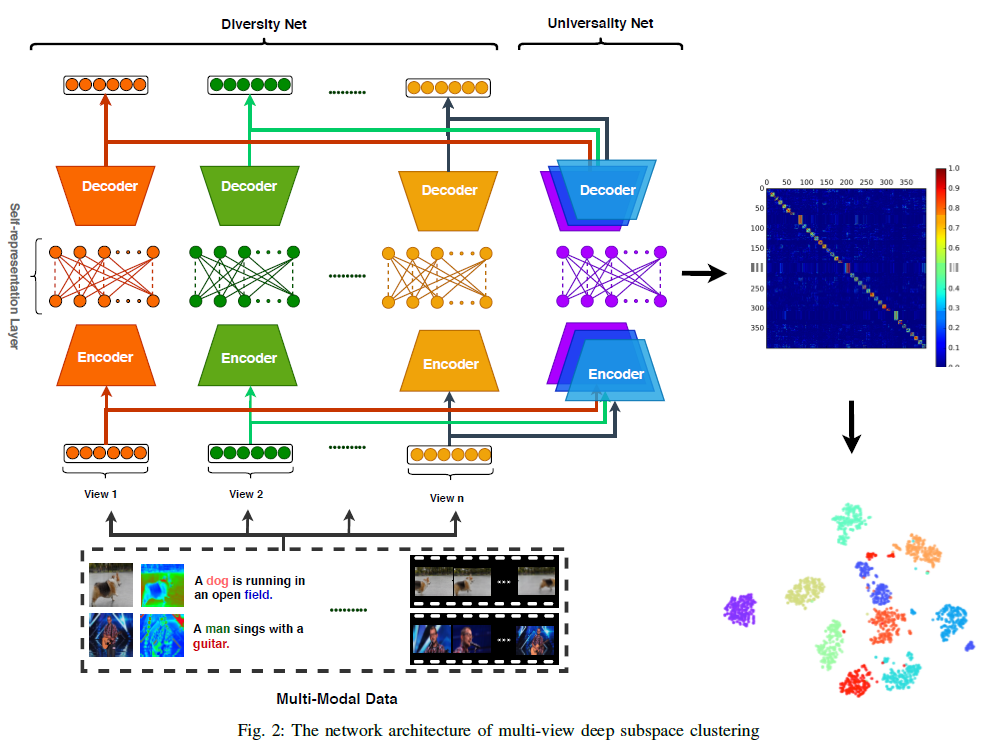 Diversity Net
Universality Net
Decoder
Decoder
Decoder
Decoder
Self-representation Layer
Encoder
Encoder
Encoder
Encoder
View 1
View 2
View n
A dog is running in
an open field.
A man sings with a
guitar.
Multi-Modal Data
0 50 100 150 200 250 300 350
0
50
100
150
200
250
300
350
1.0
0.9
0.8
0.7
0.6
0.5
0.4
0.3
0.2
0.1
Fig. 2: The network architecture of multi-view deep subspace clustering